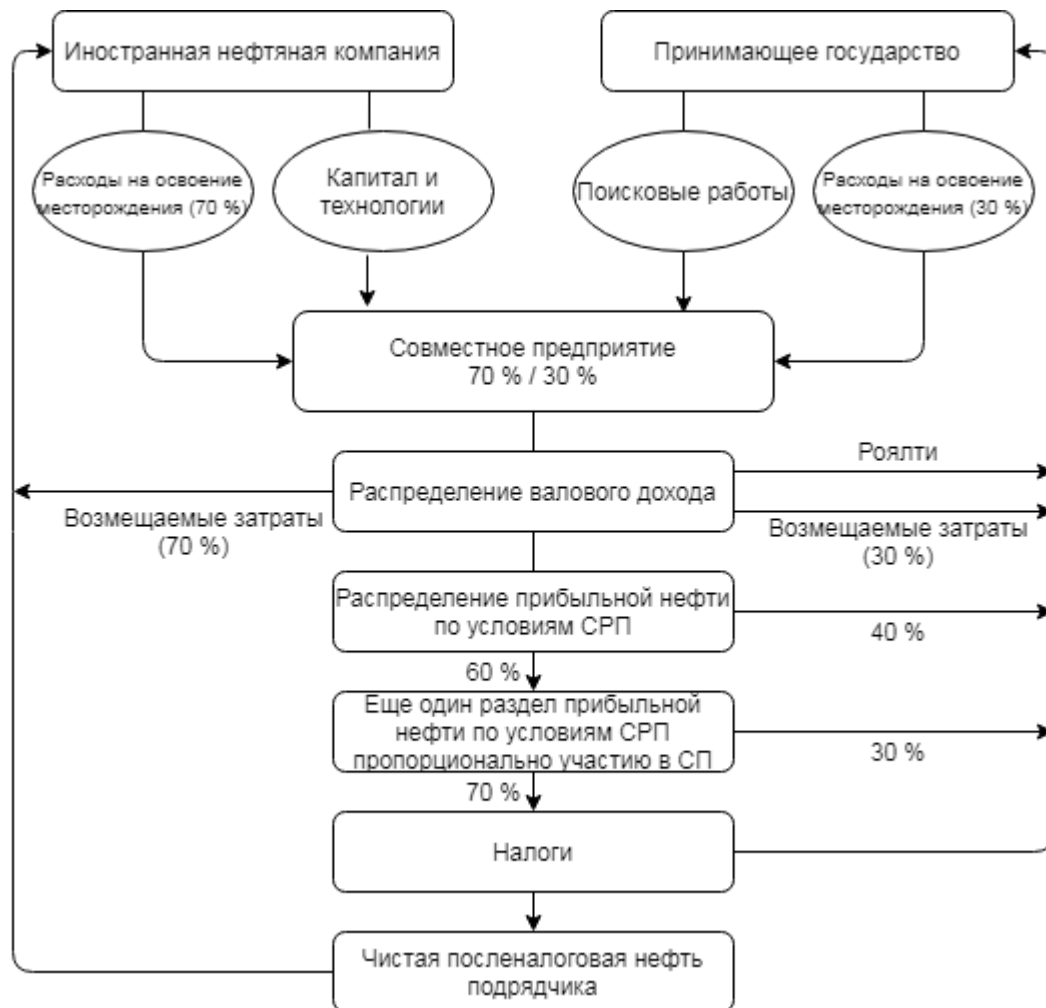 Иностранная нефтяная компания
Принимающее государство
Расходы на освоение
месторождения (70 %)
Капитал и
технологии
Поисковые работы
Расходы на освоение
месторождения (30 %)
Совместное предприятие
70 % / 30 %
Роялти
Распределение валового дохода
Возмещаемые затраты
(70 %)
Возмещаемые затраты
(30 %)
Распределение прибыльной нефти
по условиям СРП
40 %
60 %
Еще один раздел прибыльной
нефти по условиям СРП
пропорционально участию в СП
30 %
70 %
Налоги
Чистая посленалоговая нефть
подрядчика